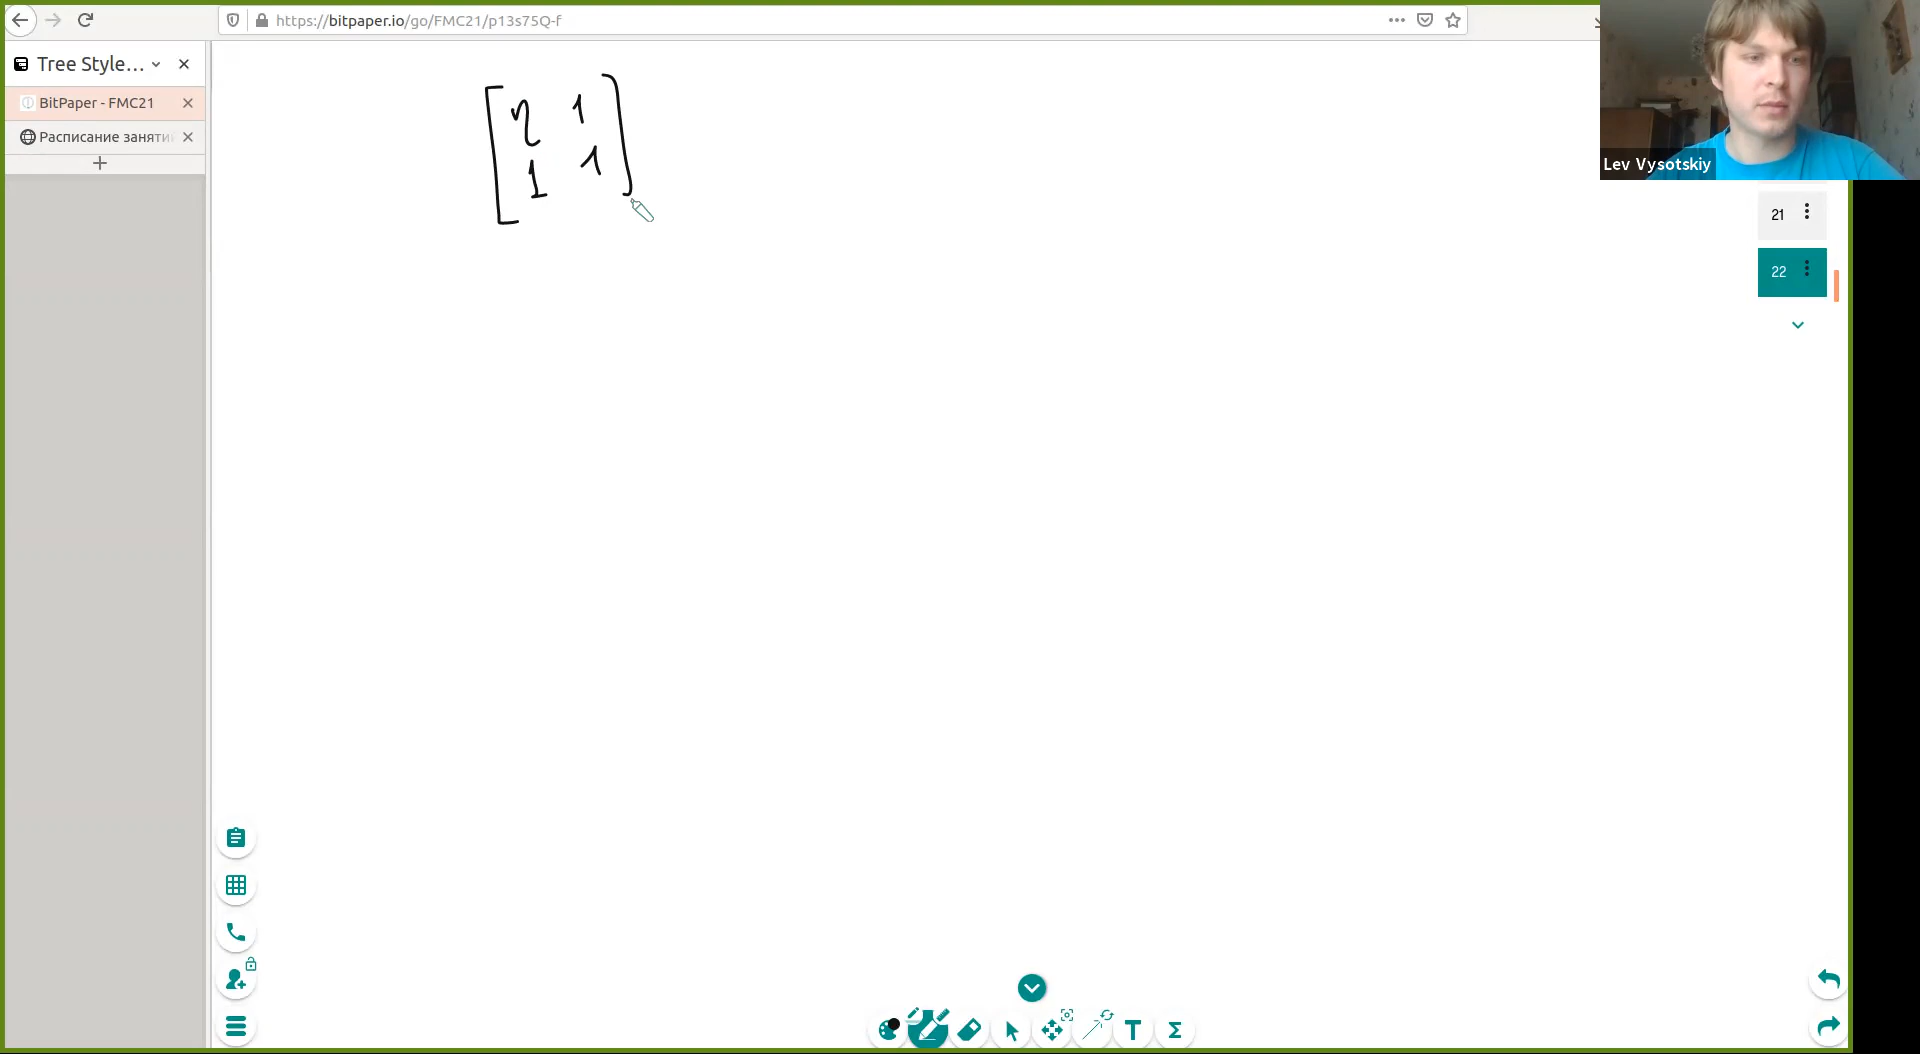 https://bitpaper.io/go/FMC21/p13s75Q-f
Tree Style...
BitPaper - FMC21
Расписание заняти
η 1
1 1
Lev Vysotskiy
21
22
T
Σ